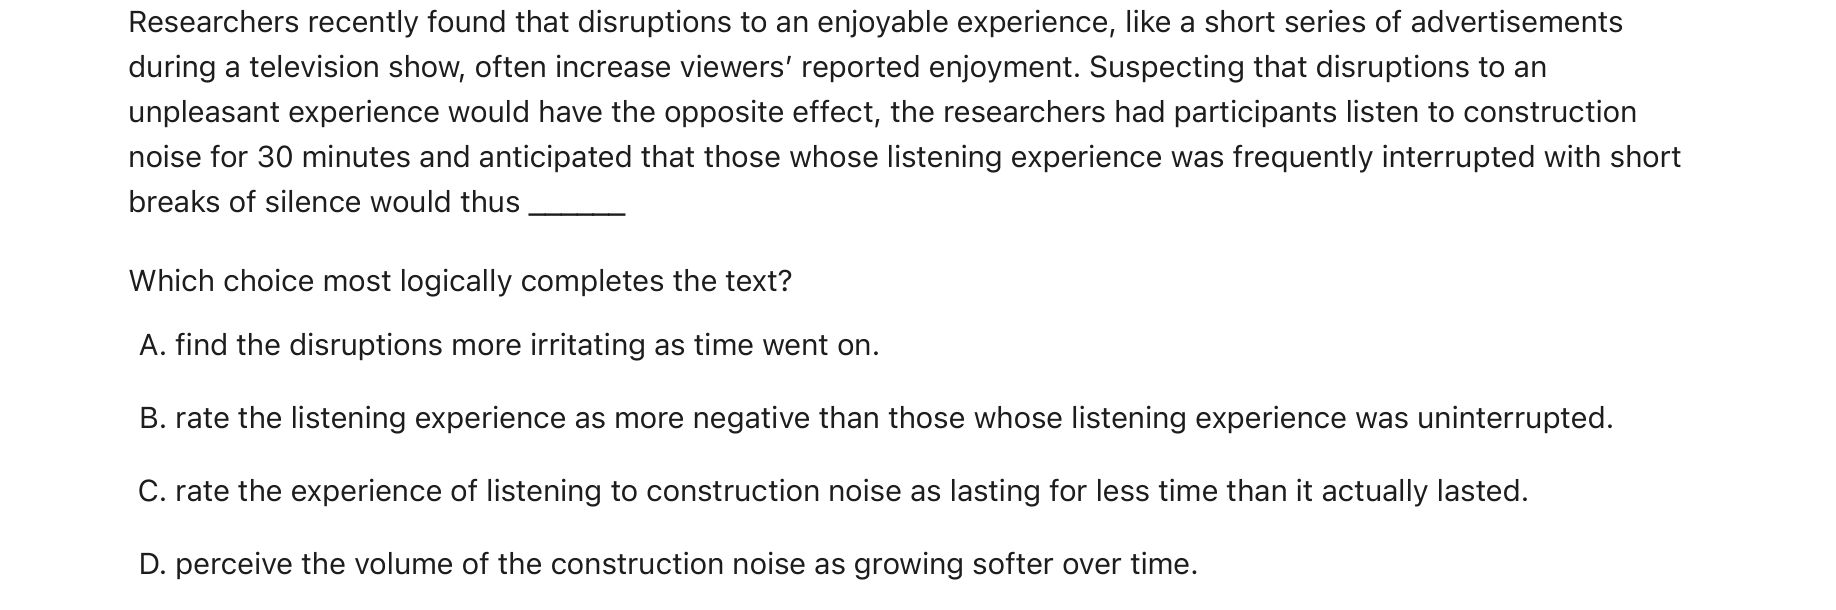 Researchers recently found that disruptions to an enjoyable experience, like a short series of advertisements
during a television show, often increase viewers’ reported enjoyment. Suspecting that disruptions to an
unpleasant experience would have the opposite effect, the researchers had participants listen to construction
noise for 30 minutes and anticipated that those whose listening experience was frequently interrupted with short
breaks of silence would thus ______
Which choice most logically completes the text?
A. find the disruptions more irritating as time went on.
B. rate the listening experience as more negative than those whose listening experience was uninterrupted.
C. rate the experience of listening to construction noise as lasting for less time than it actually lasted.
D. perceive the volume of the construction noise as growing softer over time.